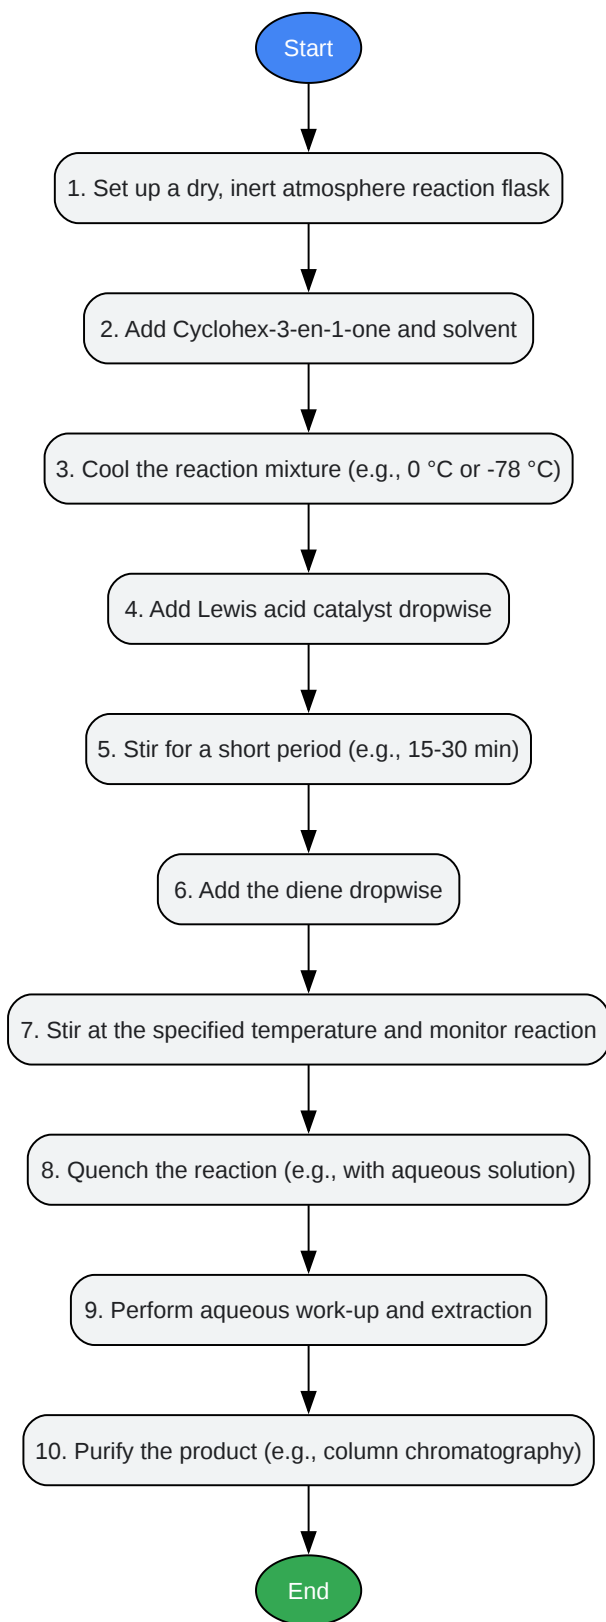 Start
1. Set up a dry, inert atmosphere reaction flask
2. Add Cyclohex-3-en-1-one and solvent
3. Cool the reaction mixture (e.g., 0 °C or -78 °C)
4. Add Lewis acid catalyst dropwise
5. Stir for a short period (e.g., 15-30 min)
6. Add the diene dropwise
7. Stir at the specified temperature and monitor reaction
8. Quench the reaction (e.g., with aqueous solution)
9. Perform aqueous work-up and extraction
10. Purify the product (e.g., column chromatography)
End